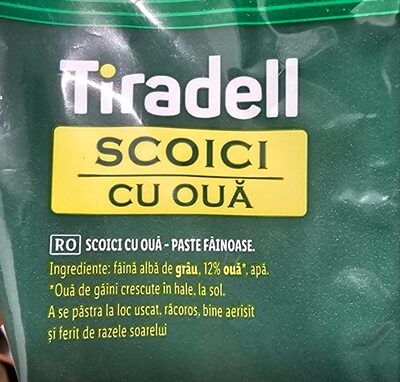 Tiradell
SCOICI
CU OUĂ
RO SCOICI CU OUĂ - PASTE FĂINOASE.
Ingrediente: făină albă de grâu, 12% ouă*, apă.
*Ouă de găini crescute în hale, la sol.
A se păstra la loc uscat, răcoros, bine aerisit
și ferit de razele soarelui